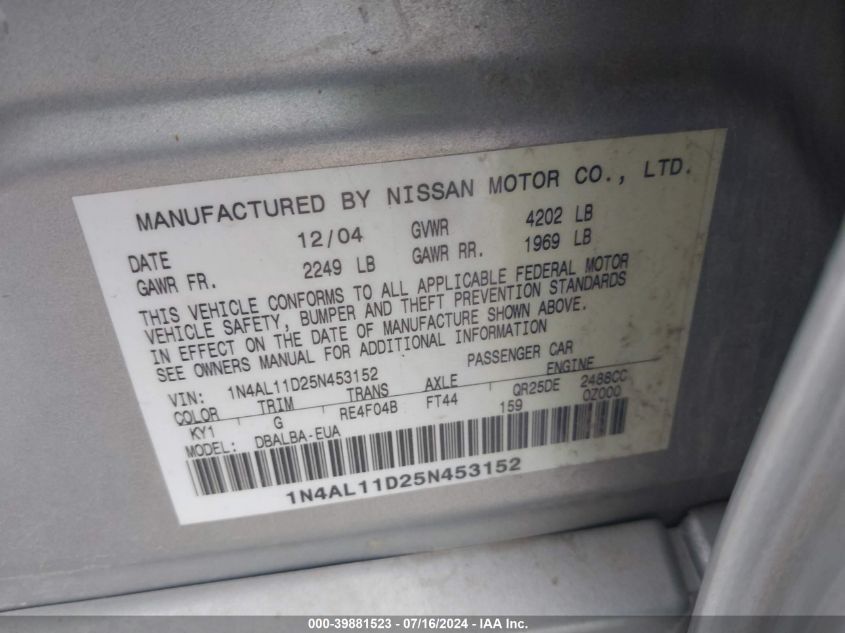 MANUFACTURED BY NISSAN MOTOR CO., LTD.
DATE 12/04 GVWR 4202 LB
GAWR FR. 2249 LB GAWR RR. 1969 LB
THIS VEHICLE CONFORMS TO ALL APPLICABLE FEDERAL MOTOR
VEHICLE SAFETY, BUMPER AND THEFT PREVENTION STANDARDS
IN EFFECT ON THE DATE OF MANUFACTURE SHOWN ABOVE.
SEE OWNERS MANUAL FOR ADDITIONAL INFORMATION
VIN: 1N4AL11D25N453152 PASSENGER CAR
COLOR TRIM TRANS AXLE ENGINE
KY1 G RE4F04B FT44 QR25DE 2488CC
MODEL: DBALBA-EUA 159 0Z000
1N4AL11D25N453152
000-39881523 - 07/16/2024 - IAA Inc.